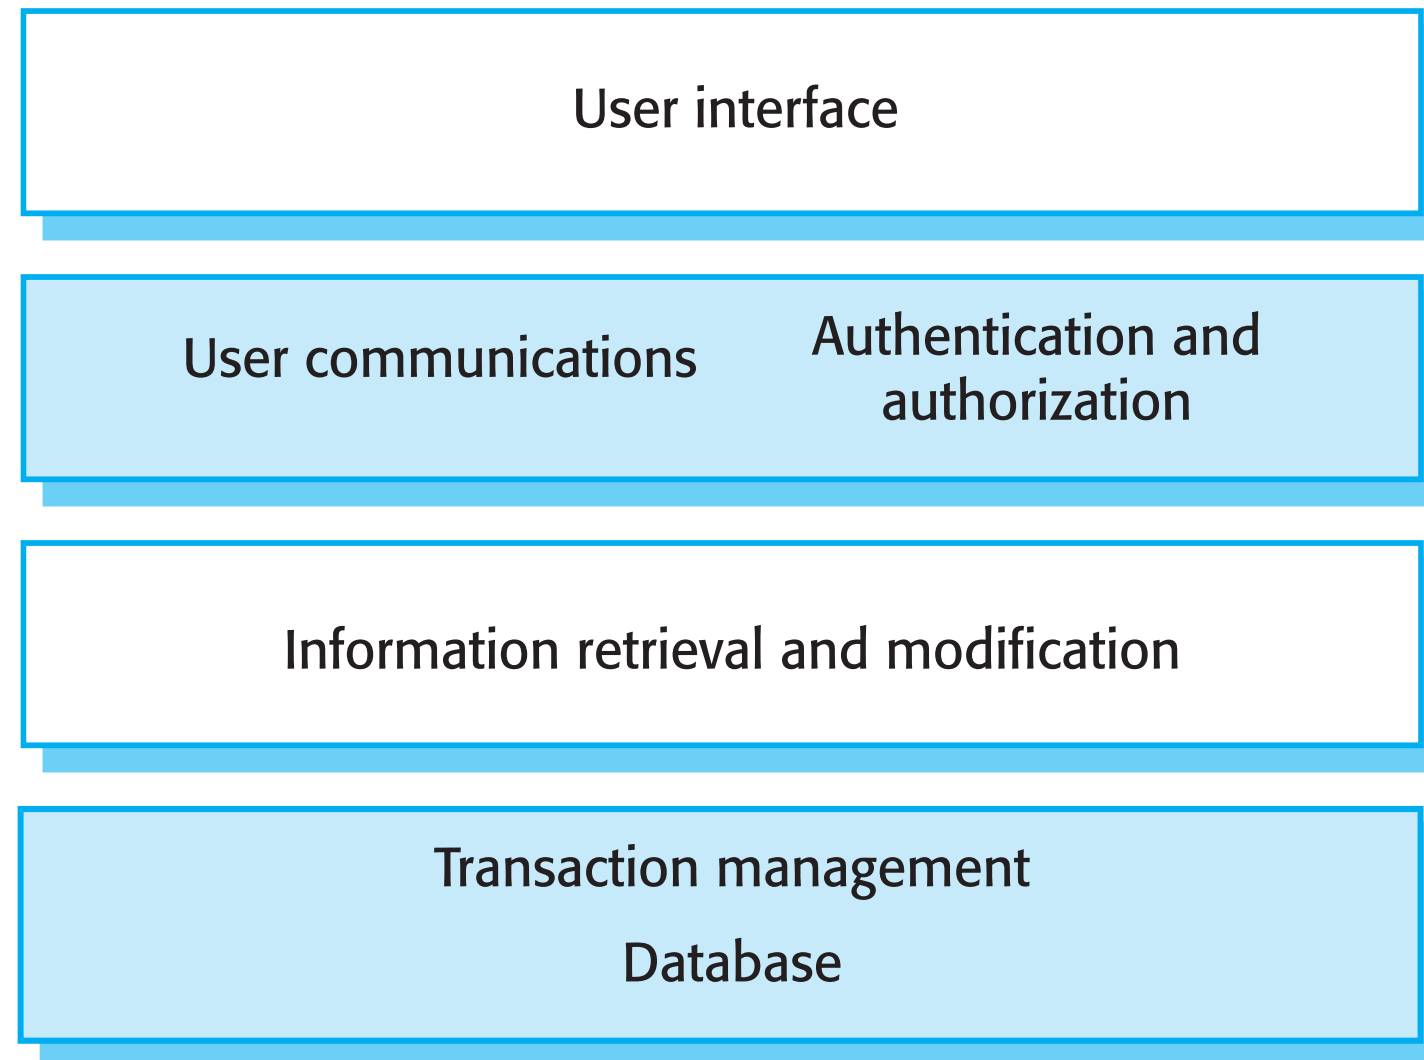 User interface
User communications
Authentication and
authorization
Information retrieval and modification
Transaction management
Database